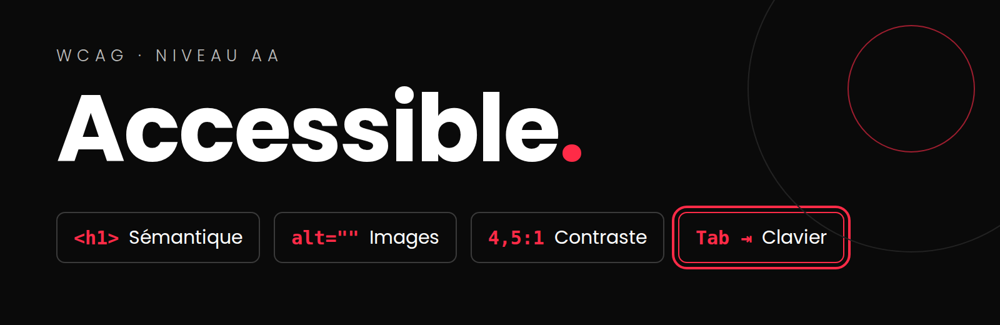 WCAG · NIVEAU AA
Accessible.
<h1> Sémantique alt="" Images 4,5:1 Contraste Tab ⇥ Clavier